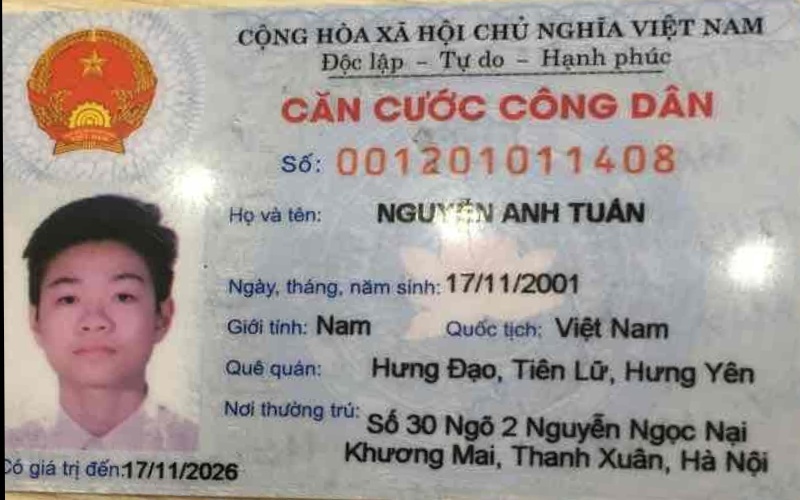 CỘNG HÒA XÃ HỘI CHỦ NGHĨA VIỆT NAM
Độc lập – Tự do – Hạnh phúc
CĂN CƯỚC CÔNG DÂN
Số: 001201011408
Họ và tên: NGUYỄN ANH TUẤN
Ngày, tháng, năm sinh: 17/11/2001
Giới tính: Nam Quốc tịch: Việt Nam
Quê quán: Hưng Đạo, Tiên Lữ, Hưng Yên
Nơi thường trú: Số 30 Ngõ 2 Nguyễn Ngọc Nại
Khương Mai, Thanh Xuân, Hà Nội
Có giá trị đến: 17/11/2026